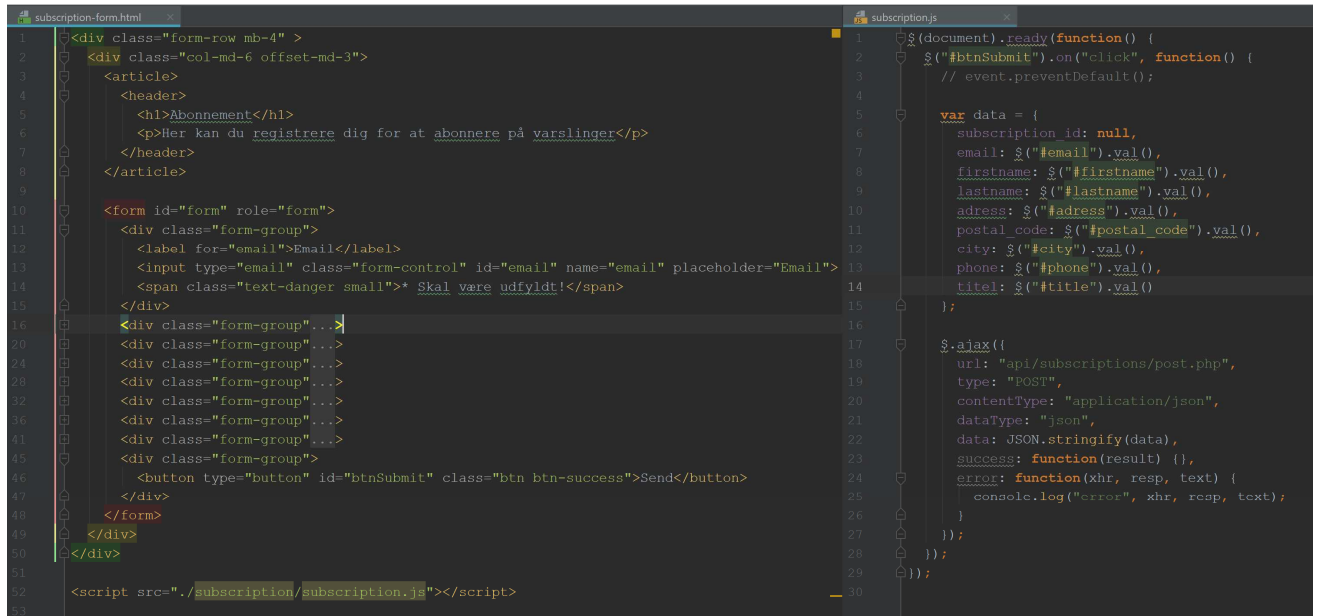 subscription-form.html
1 <div class="form-row mb-4" >
2 <div class="col-md-6 offset-md-3">
3 <article>
4 <header>
5 <h1>Abonnement</h1>
6 <p>Her kan du registrere dig for at abonnere på varslinger</p>
7 </header>
8 </article>
9
10 <form id="form" role="form">
11 <div class="form-group">
12 <label for="email">Email</label>
13 <input type="email" class="form-control" id="email" name="email" placeholder="Email">
14 <span class="text-danger small">* Skal være udfyldt!</span>
15 </div>
16 <div class="form-group"...>
20 <div class="form-group"...>
24 <div class="form-group"...>
28 <div class="form-group"...>
32 <div class="form-group"...>
36 <div class="form-group"...>
41 <div class="form-group"...>
45 <div class="form-group">
46 <button type="button" id="btnSubmit" class="btn btn-success">Send</button>
47 </div>
48 </form>
49 </div>
50 </div>
51
52 <script src="./subscription/subscription.js"></script>
53
subscription.js
1 $(document).ready(function() {
2 $("#btnSubmit").on("click", function() {
3 // event.preventDefault();
4
5 var data = {
6 subscription_id: null,
7 email: $("#email").val(),
8 firstname: $("#firstname").val(),
9 lastname: $("#lastname").val(),
10 adress: $("#adress").val(),
11 postal_code: $("#postal_code").val(),
12 city: $("#city").val(),
13 phone: $("#phone").val(),
14 titel: $("#title").val()
15 };
16
17 $.ajax({
18 url: "api/subscriptions/post.php",
19 type: "POST",
20 contentType: "application/json",
21 dataType: "json",
22 data: JSON.stringify(data),
23 success: function(result) {},
24 error: function(xhr, resp, text) {
25 console.log("error", xhr, resp, text);
26 }
27 });
28 });
29 });
30